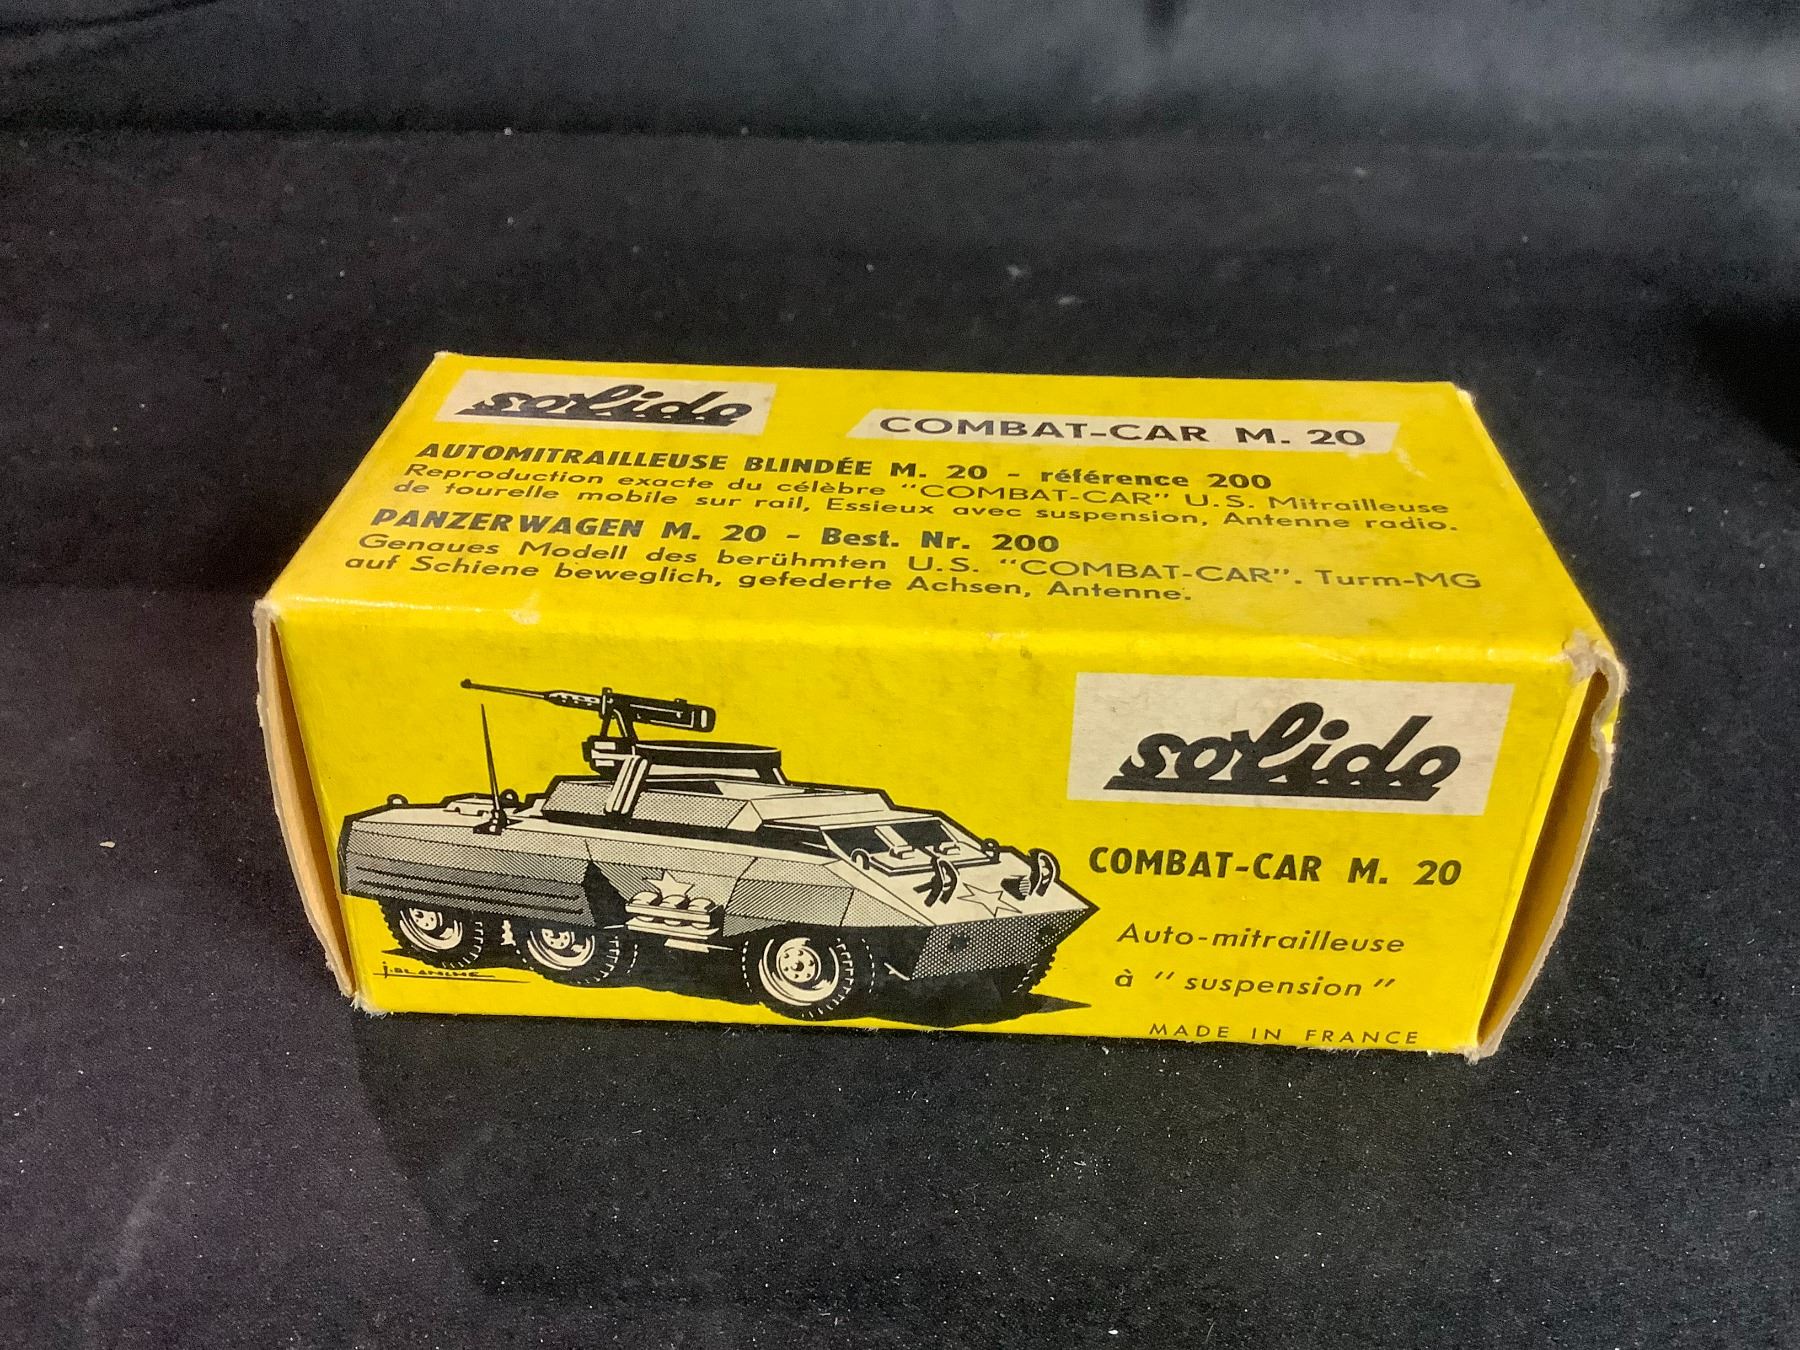 solido
COMBAT-CAR M. 20
AUTOMITRAILLEUSE BLINDÉE M. 20 - référence 200
Reproduction exacte du célèbre "COMBAT-CAR" U.S. Mitrailleuse
de tourelle mobile sur rail, Essieux avec suspension, Antenne radio.
PANZERWAGEN M. 20 - Best. Nr. 200
Genaues Modell des berühmten U.S. "COMBAT-CAR". Turm-MG
auf Schiene beweglich, gefederte Achsen, Antenne.
solido
COMBAT-CAR M. 20
Auto-mitrailleuse
à "suspension"
MADE IN FRANCE
J. BLANCHE